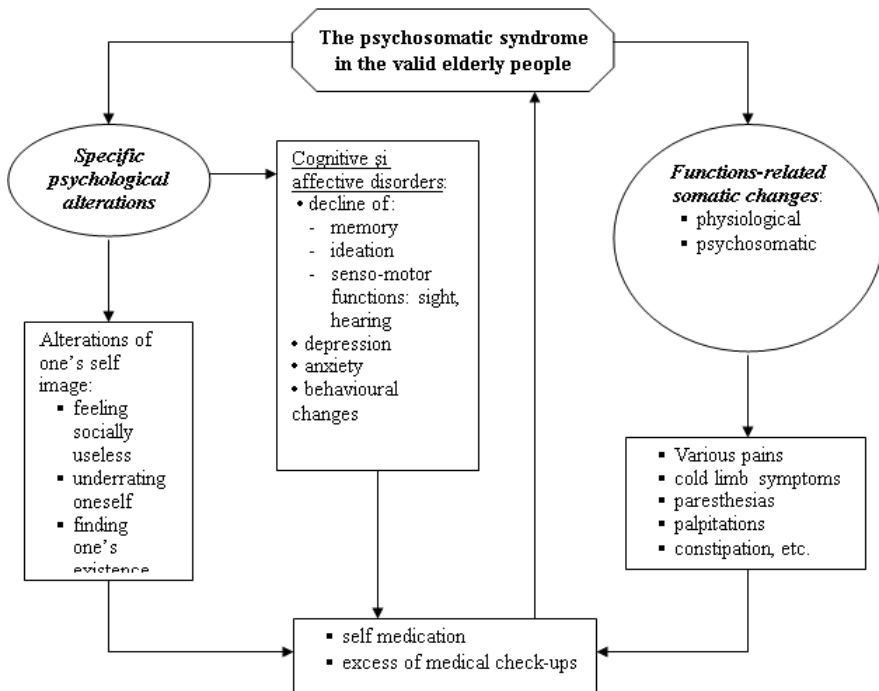 The psychosomatic syndrome
in the valid elderly people
Specific
psychological
alterations
Cognitive şi
affective disorders:
• decline of:
- memory
- ideation
- senso-motor
functions: sight,
hearing
• depression
• anxiety
• behavioural
changes
Functions-related
somatic changes:
▪ physiological
▪ psychosomatic
Alterations of
one's self
image:
▪ feeling
socially
useless
▪ underrating
oneself
▪ finding
one's
existence
▪ Various pains
▪ cold limb symptoms
▪ paresthesias
▪ palpitations
▪ constipation, etc.
▪ self medication
▪ excess of medical check-ups